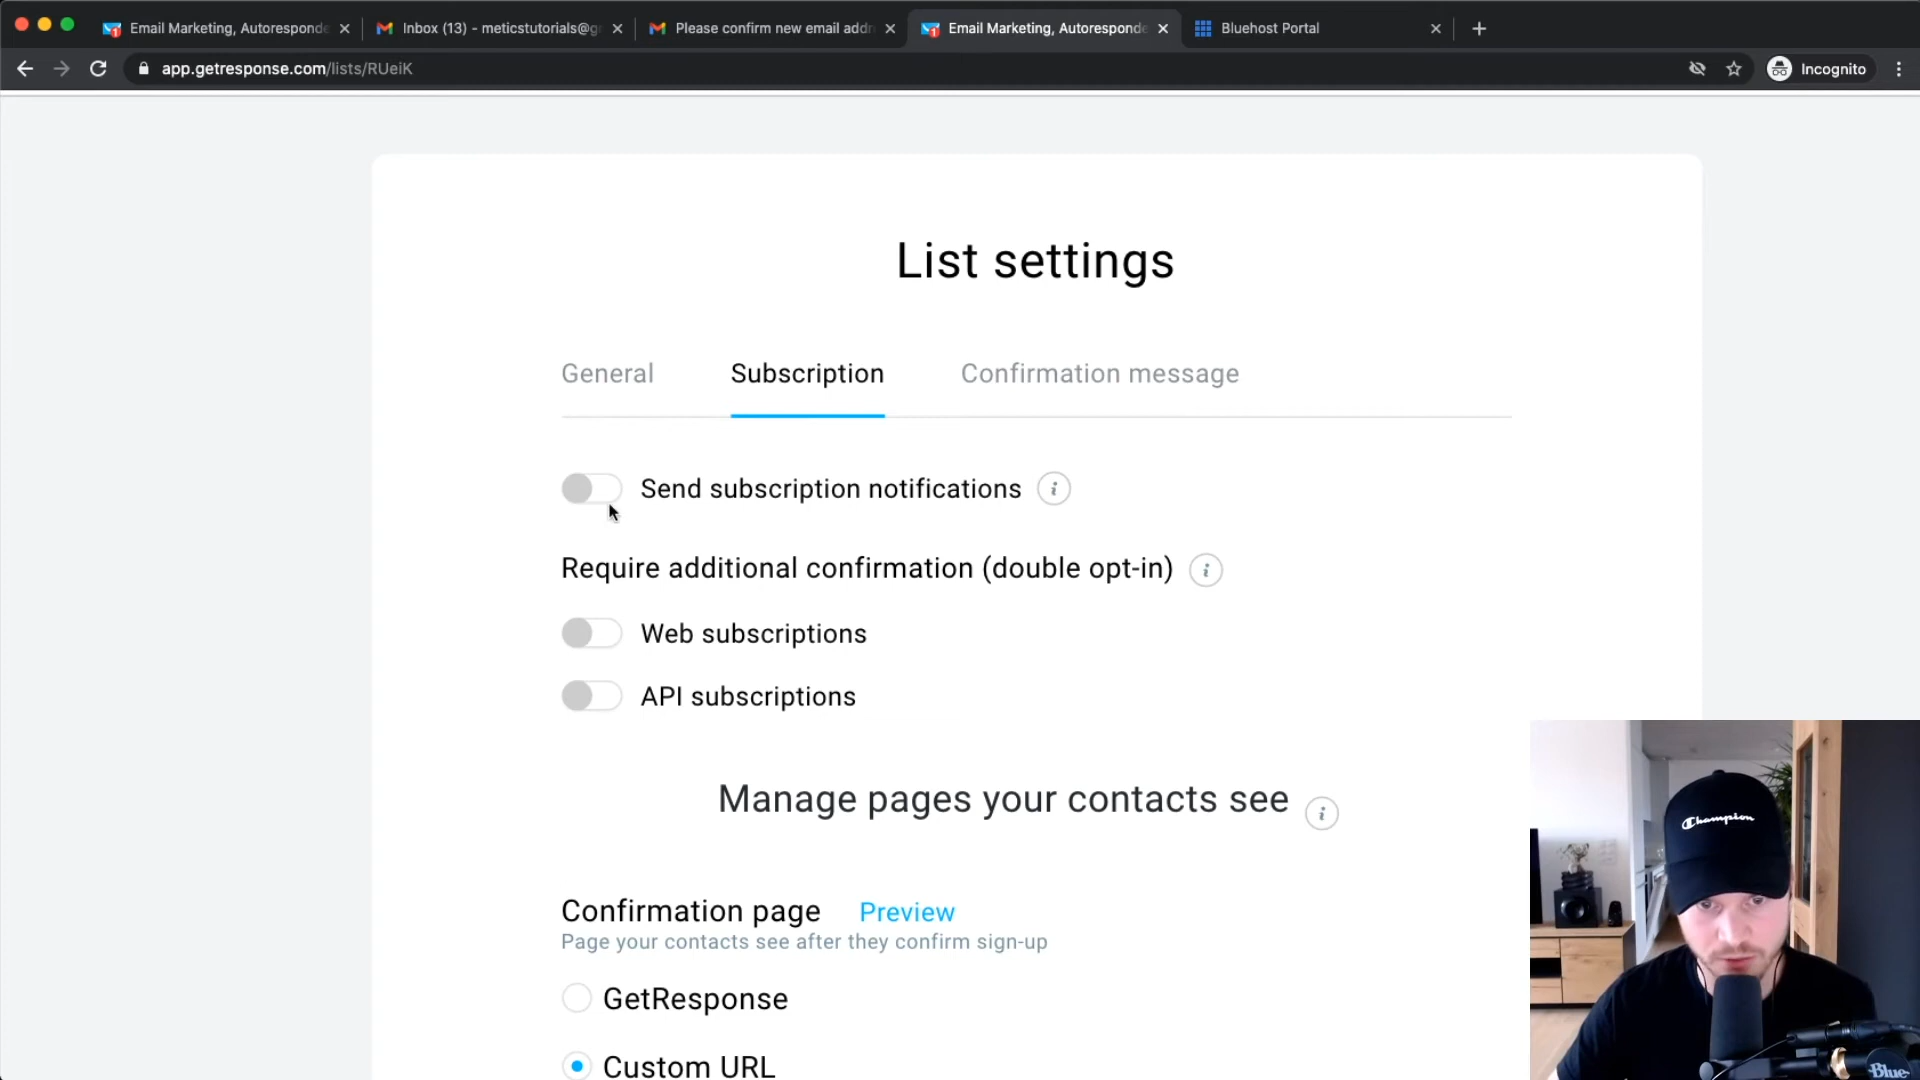 Email Marketing, Autoresponde
Inbox (13) - meticstutorials@g
Please confirm new email addr
Email Marketing, Autoresponde
Bluehost Portal
app.getresponse.com/lists/RUeiK
Incognito
List settings
General
Subscription
Confirmation message
Send subscription notifications
Require additional confirmation (double opt-in)
Web subscriptions
API subscriptions
Manage pages your contacts see
Confirmation page
Preview
Page your contacts see after they confirm sign-up
GetResponse
Custom URL
Champion
Blue